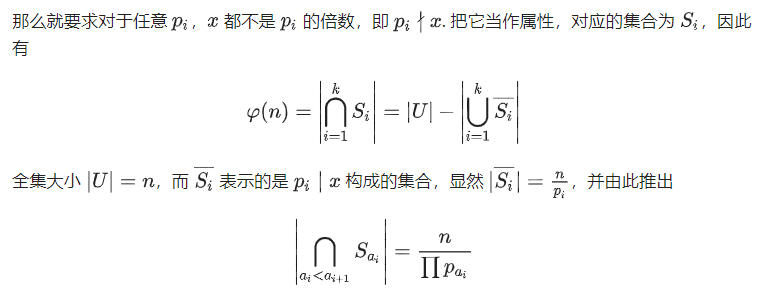 那么就要求对于任意 $p_i$，$x$ 都不是 $p_i$ 的倍数，即 $p_i \nmid x$. 把它当作属性，对应的集合为 $S_i$，因此
有
$$\varphi(n) = \left|\bigcap_{i=1}^{k} S_i\right| = |U| - \left|\bigcup_{i=1}^{k} \overline{S_i}\right|$$
全集大小 $|U| = n$，而 $\overline{S_i}$ 表示的是 $p_i \mid x$ 构成的集合，显然 $|\overline{S_i}| = \frac{n}{p_i}$，并由此推出
$$\left|\bigcap_{a_i<a_{i+1}} S_{a_i}\right| = \frac{n}{\prod p_{a_i}}$$